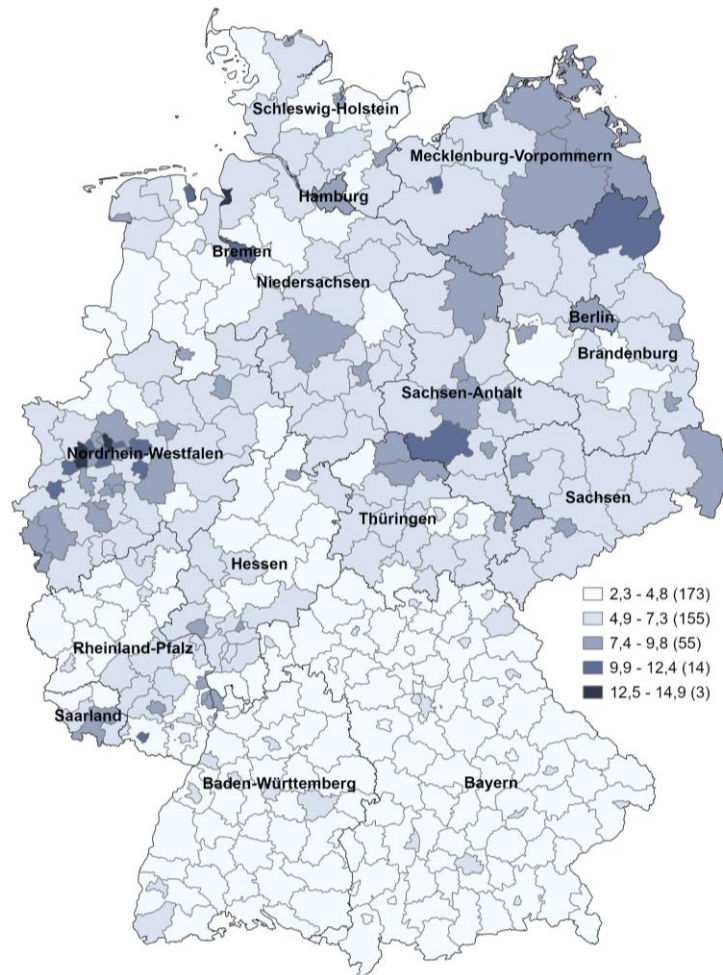 Schleswig-Holstein
Mecklenburg-Vorpommern
Hamburg
Bremen
Niedersachsen
Berlin
Brandenburg
Sachsen-Anhalt
Nordrhein-Westfalen
Sachsen
Thüringen
Hessen
Rheinland-Pfalz
Saarland
Baden-Württemberg
Bayern
2,3 - 4,8 (173)
4,9 - 7,3 (155)
7,4 - 9,8 (55)
9,9 - 12,4 (14)
12,5 - 14,9 (3)